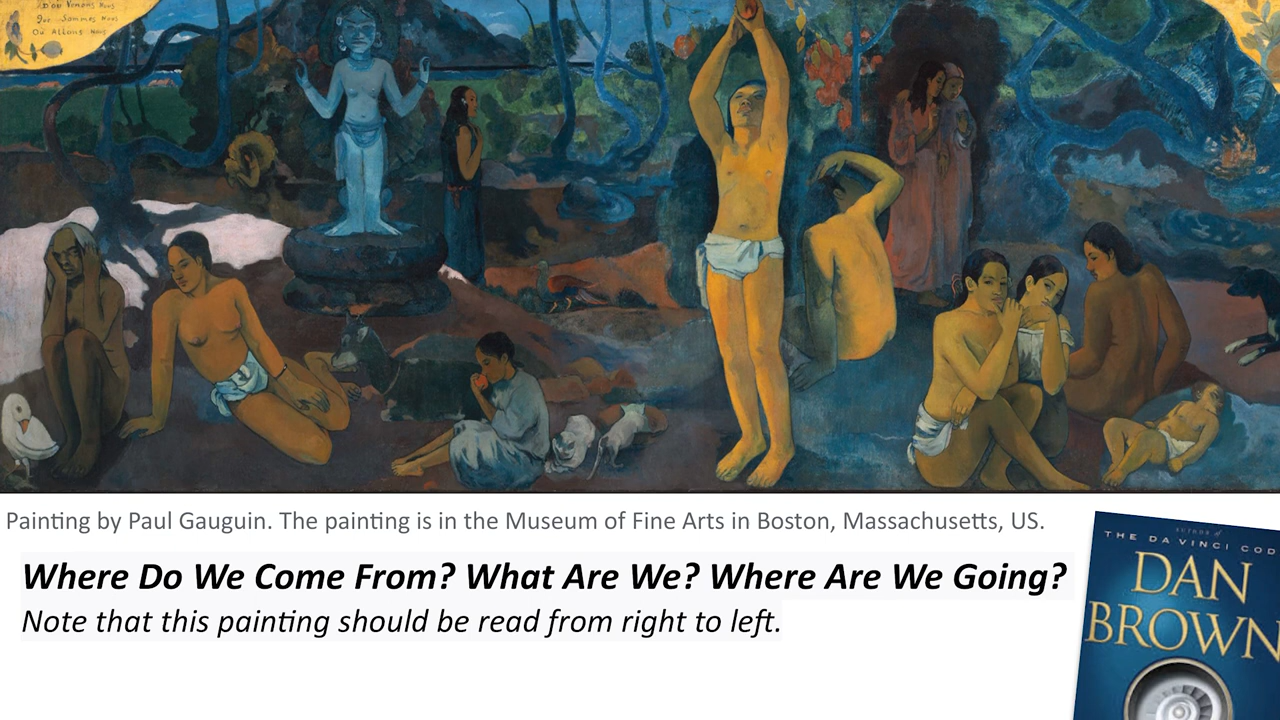 D'où Venons Nous
Que Sommes Nous
Où Allons Nous
Painting by Paul Gauguin. The painting is in the Museum of Fine Arts in Boston, Massachusetts, US.
Where Do We Come From? What Are We? Where Are We Going?
Note that this painting should be read from right to left.
AUTHOR of
THE DA VINCI COD
DAN
BROWN